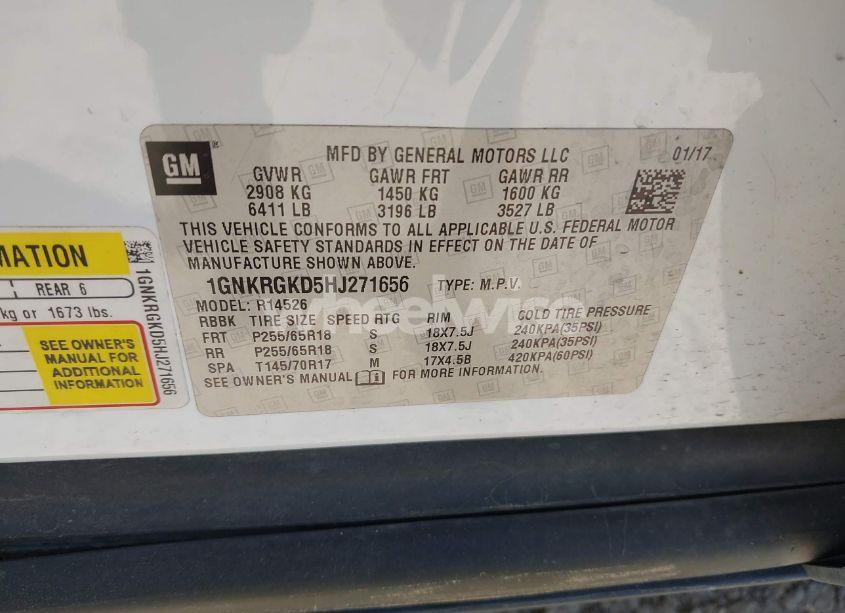 GM ®
MFD BY GENERAL MOTORS LLC 01/17
GVWR GAWR FRT GAWR RR
2908 KG 1450 KG 1600 KG
6411 LB 3196 LB 3527 LB
THIS VEHICLE CONFORMS TO ALL APPLICABLE U.S. FEDERAL MOTOR
VEHICLE SAFETY STANDARDS IN EFFECT ON THE DATE OF
MANUFACTURE SHOWN ABOVE.
1GNKRGKD5HJ271656 TYPE: M.P.V.
MODEL: R14526
RBBK TIRE SIZE SPEED RTG RIM COLD TIRE PRESSURE
FRT P255/65R18 S 18X7.5J 240KPA(35PSI)
RR P255/65R18 S 18X7.5J 240KPA(35PSI)
SPA T145/70R17 M 17X4.5B 420KPA(60PSI)
SEE OWNER'S MANUAL FOR MORE INFORMATION.
wheelwise
MATION
REAR 6
kg or 1673 lbs.
SEE OWNER'S
MANUAL FOR
ADDITIONAL
INFORMATION
1GNKRGKD5HJ271656